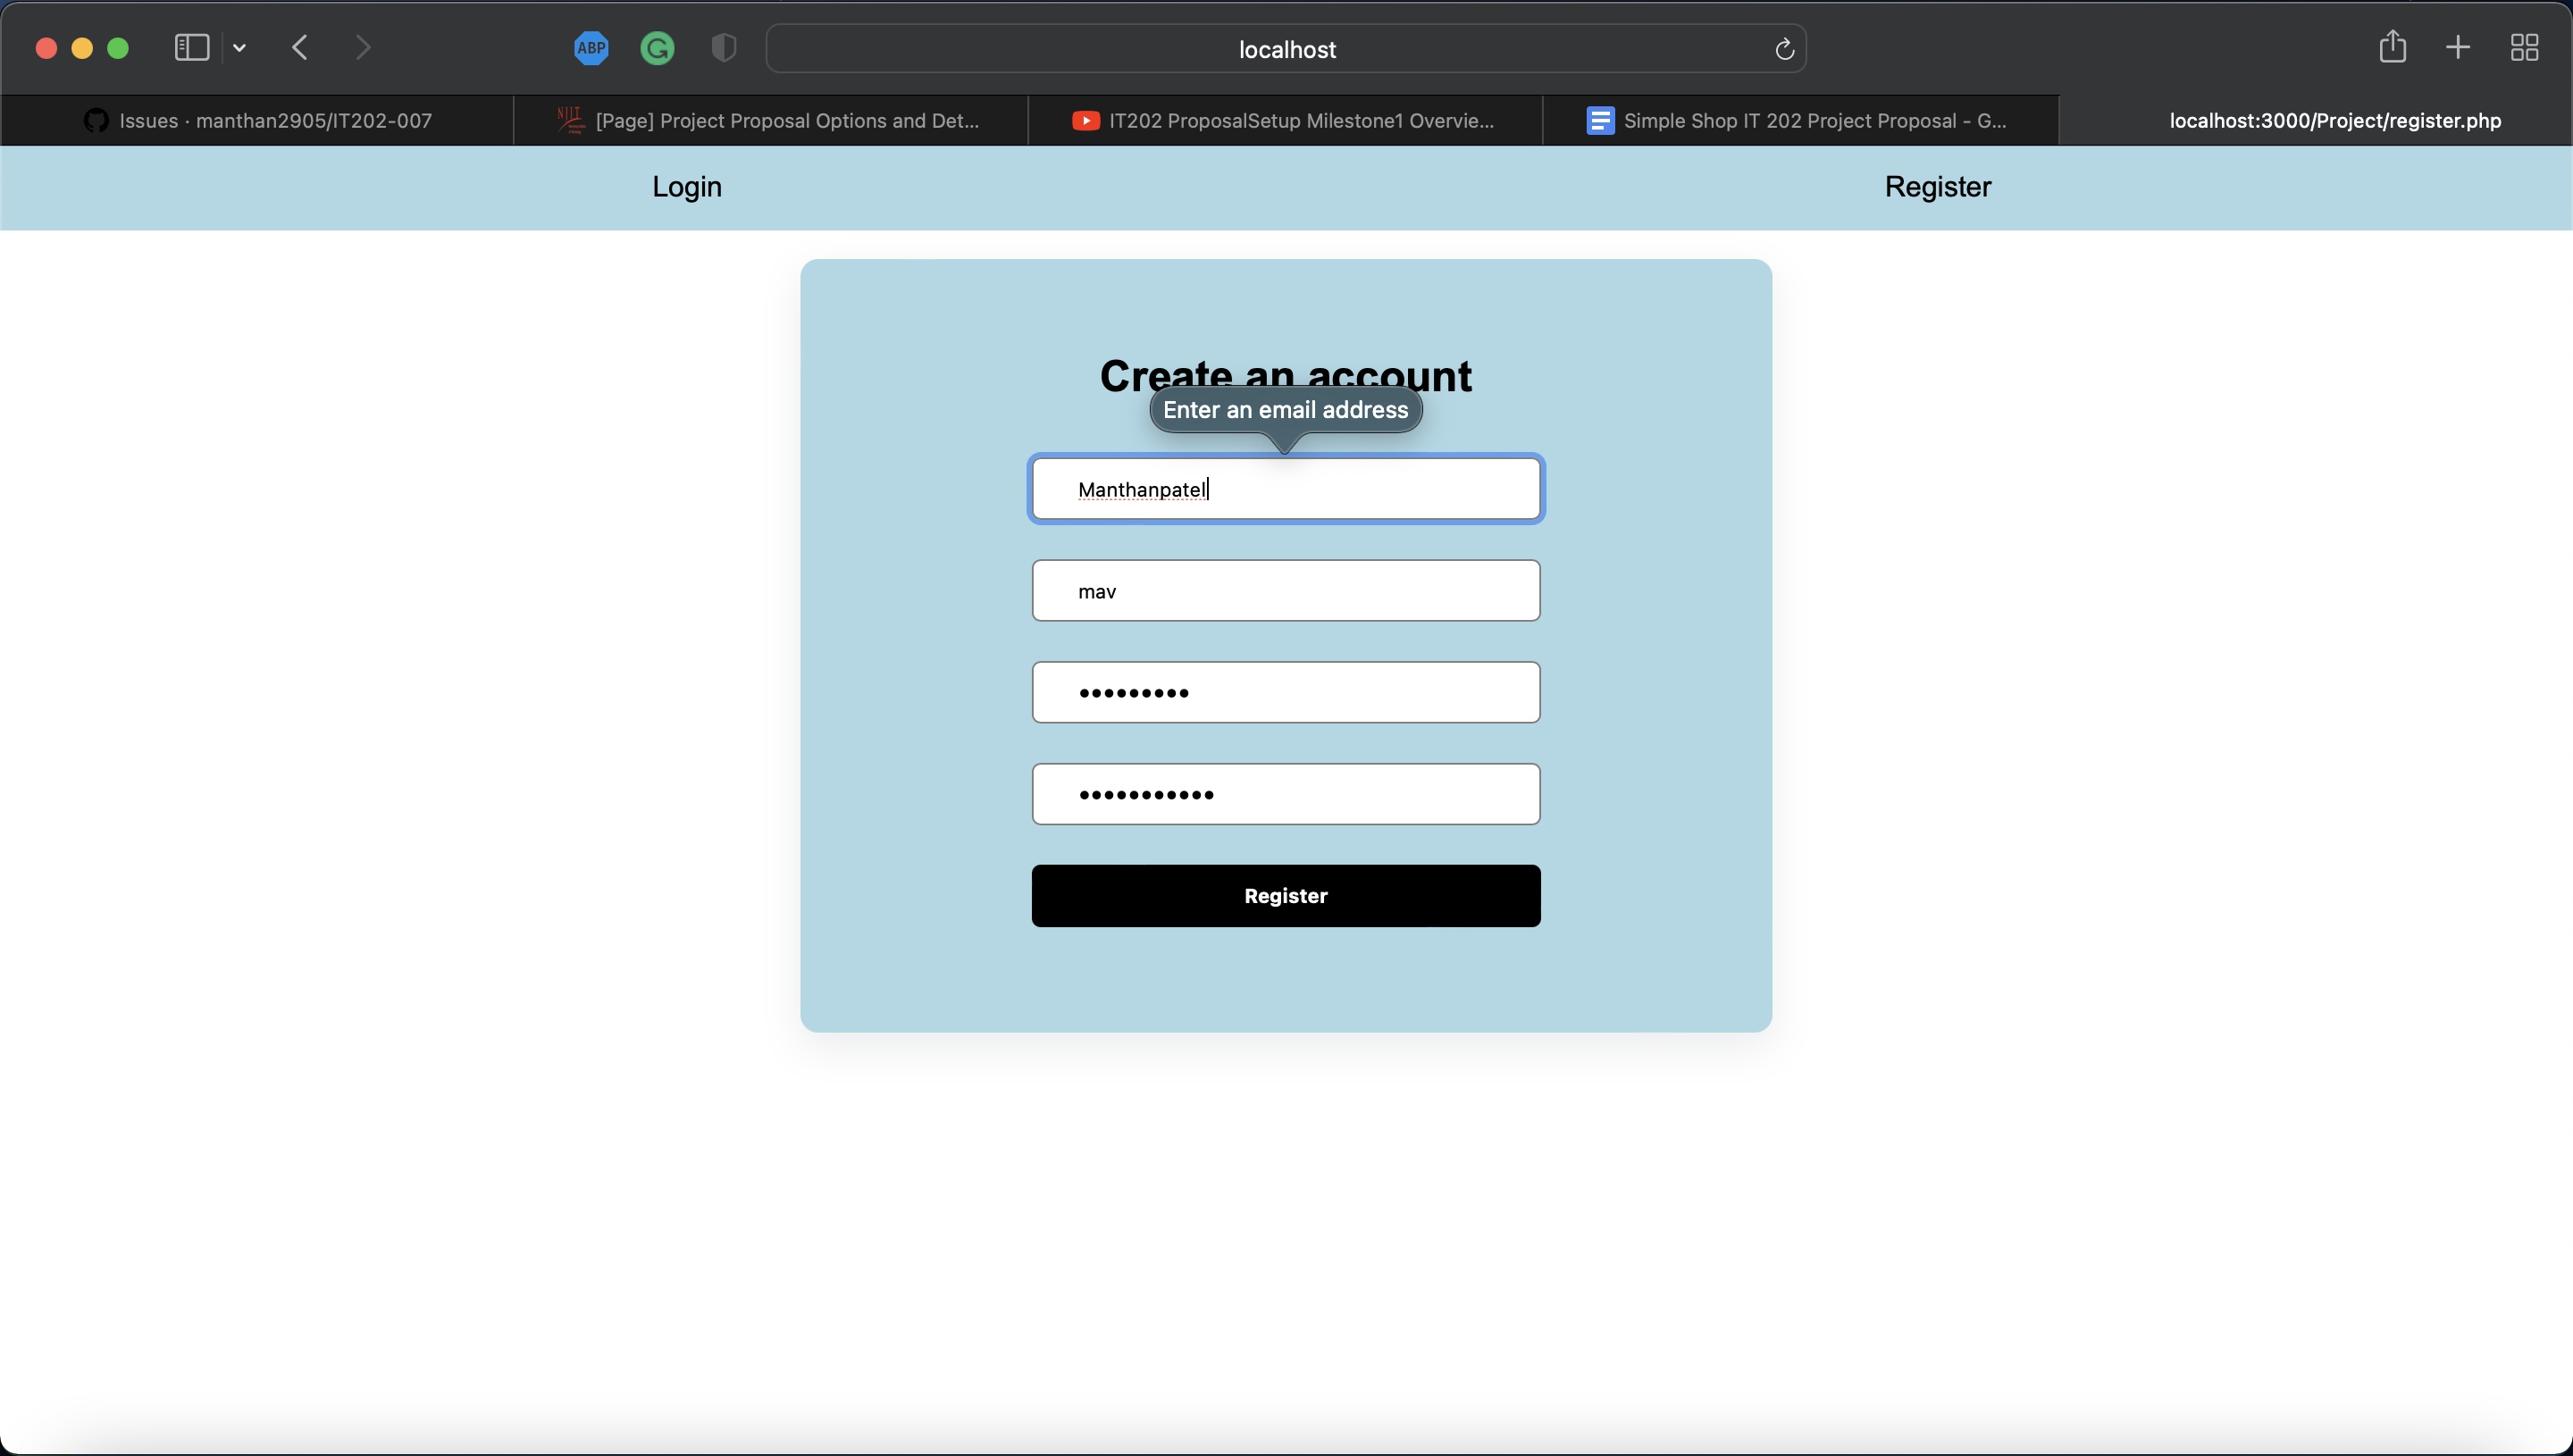 ABP
localhost
Issues · manthan2905/IT202-007
NJIT
[Page] Project Proposal Options and Det...
IT202 ProposalSetup Milestone1 Overvie...
Simple Shop IT 202 Project Proposal - G...
localhost:3000/Project/register.php
Login
Register
Create an account
Enter an email address
Manthanpatel
mav
•••••••••
•••••••••••
Register